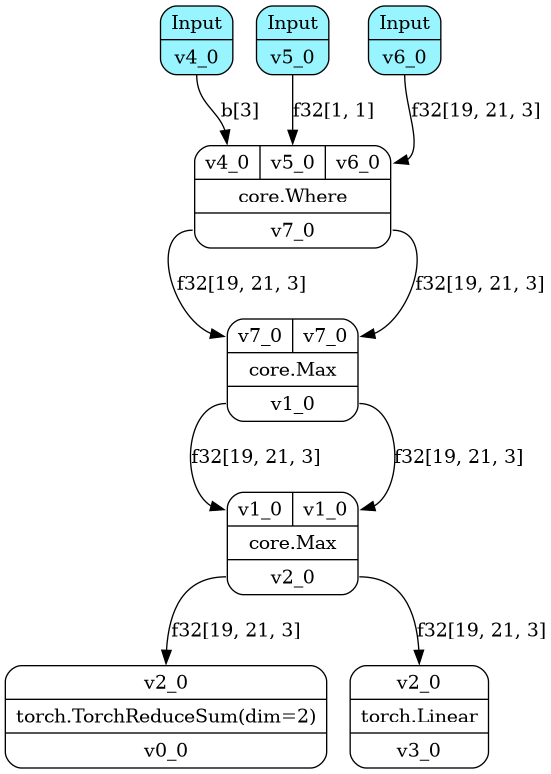 Input
v4_0
Input
v5_0
Input
v6_0
b[3]
f32[1, 1]
f32[19, 21, 3]
v4_0
v5_0
v6_0
core.Where
v7_0
f32[19, 21, 3]
f32[19, 21, 3]
v7_0
v7_0
core.Max
v1_0
f32[19, 21, 3]
f32[19, 21, 3]
v1_0
v1_0
core.Max
v2_0
f32[19, 21, 3]
f32[19, 21, 3]
v2_0
torch.TorchReduceSum(dim=2)
v0_0
v2_0
torch.Linear
v3_0